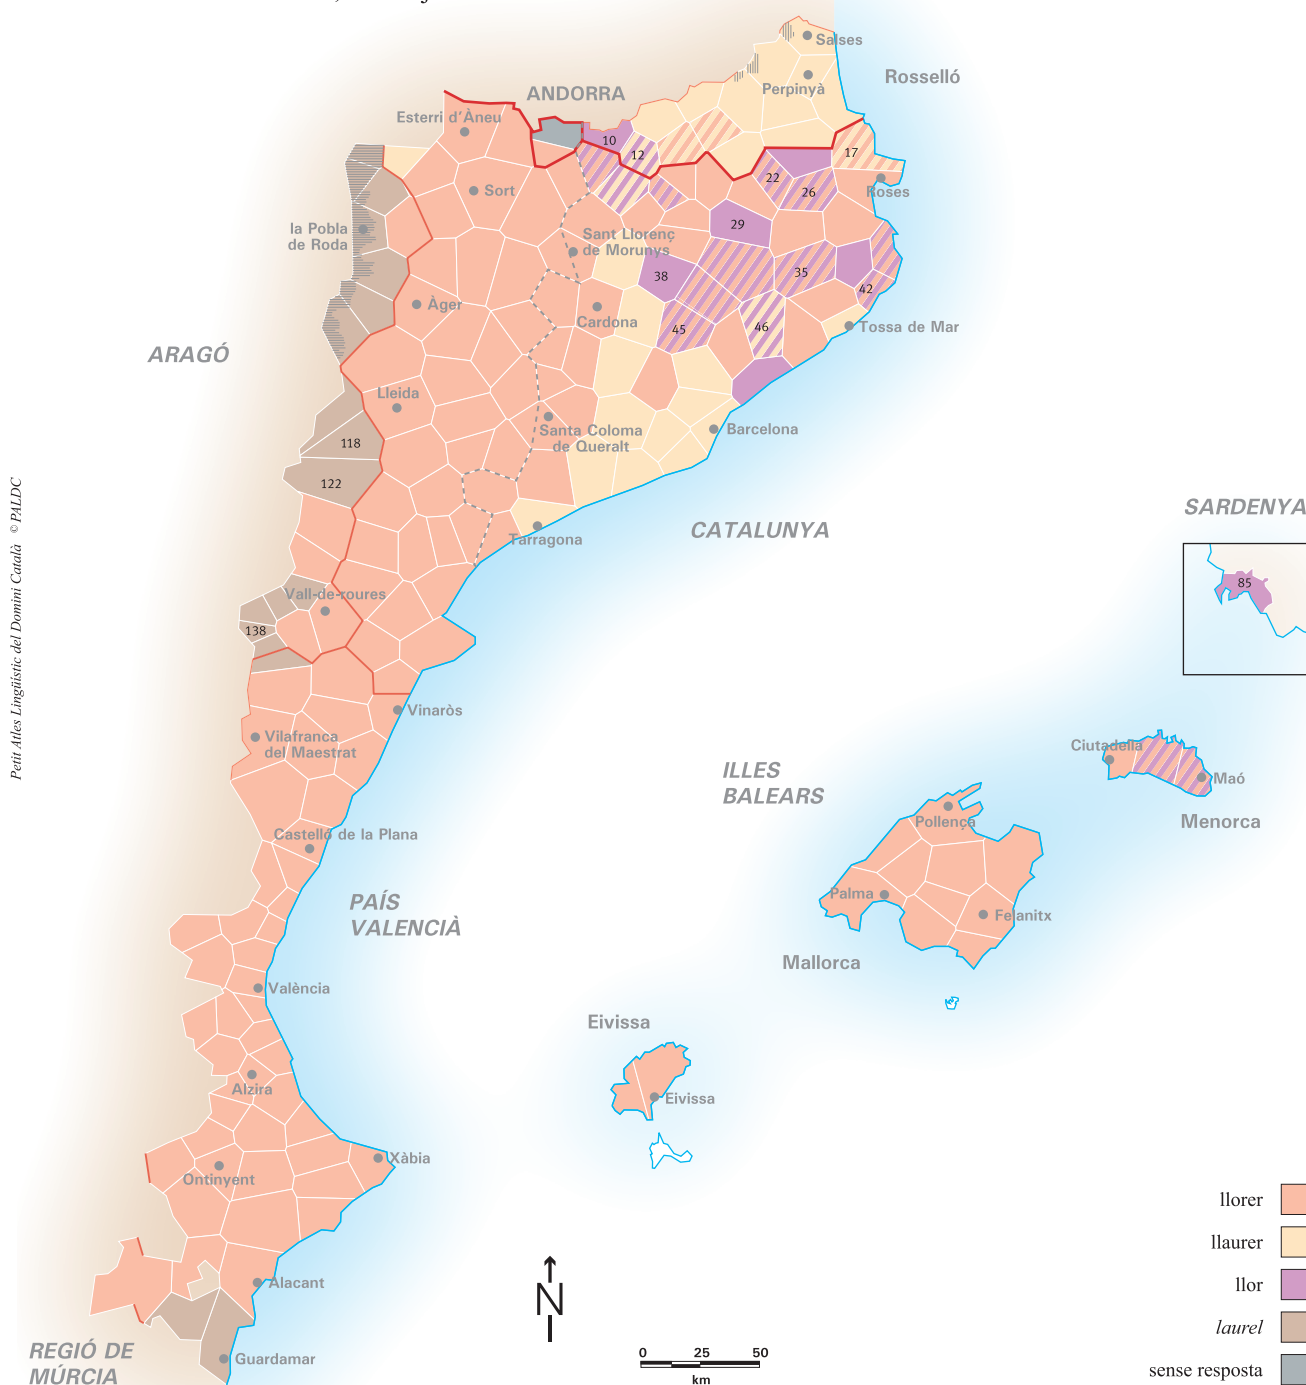 Salses
Rosselló
Perpinyà
ANDORRA
Esterri d'Àneu
10
12
17
22
26
Roses
Sort
la Pobla
de Roda
29
Sant Llorenç
de Morunys
38
35
42
Àger
Cardona
45
46
Tossa de Mar
ARAGÓ
Lleida
Santa Coloma
de Queralt
Barcelona
118
122
CATALUNYA
SARDENYA
Tarragona
85
Vall-de-roures
138
Petit Atles Lingüístic del Domini Català © PALDC
Vinaròs
Vilafranca
del Maestrat
Ciutadella
Maó
Menorca
ILLES
BALEARS
Pollença
Castelló de la Plana
Palma
Felanitx
PAÍS
VALENCIÀ
Mallorca
València
Eivissa
Alzira
Eivissa
Xàbia
Ontinyent
Alacant
N
REGIÓ DE
MÚRCIA
Guardamar
0 25 50
km
llorer
llaurer
llor
laurel
sense resposta